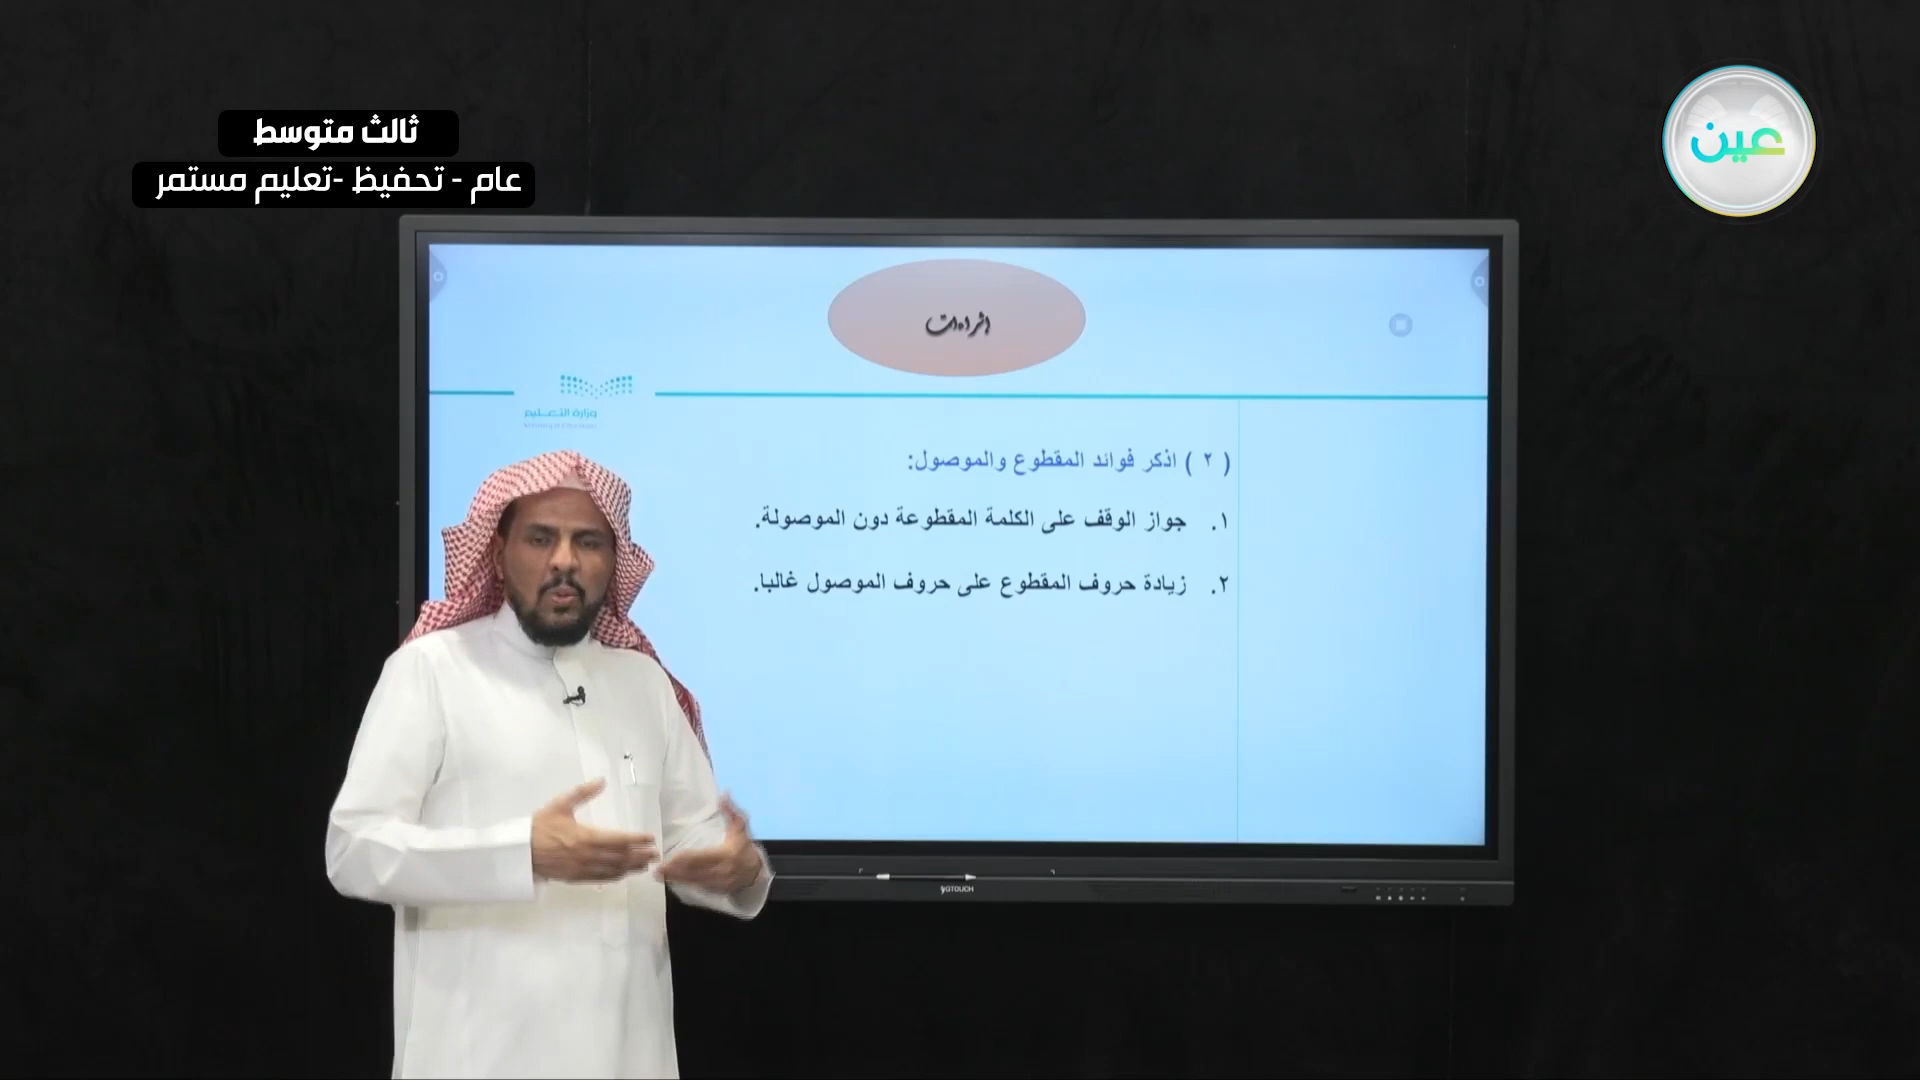 ثالث متوسط
عام - تحفيظ -تعليم مستمر
عين
اثراءات
وزارة التعليم
( ٢ ) اذكر فوائد المقطوع والموصول:
١. جواز الوقف على الكلمة المقطوعة دون الموصولة.
٢. زيادة حروف المقطوع على حروف الموصول غالبا.